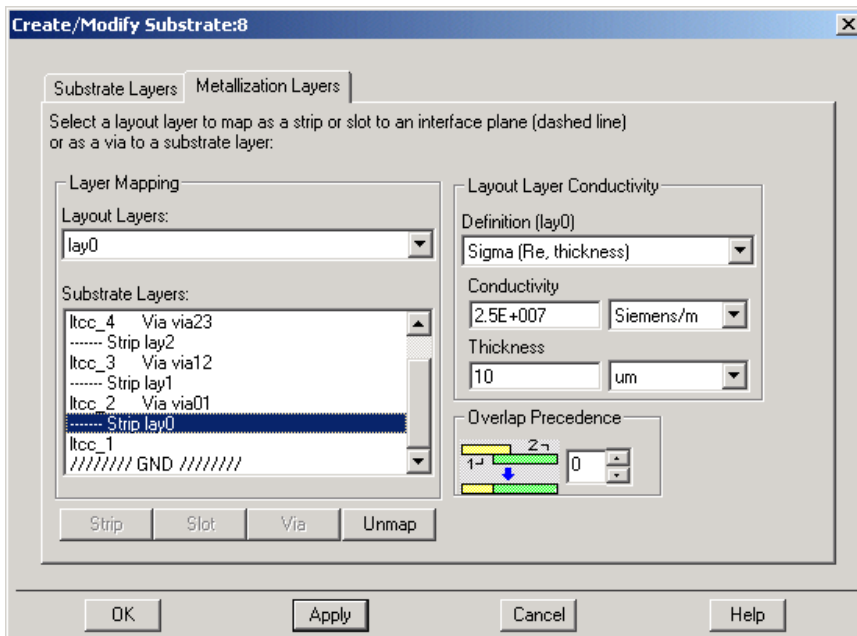 Create/Modify Substrate:8
Substrate Layers
Metallization Layers
Select a layout layer to map as a strip or slot to an interface plane (dashed line)
or as a via to a substrate layer:
Layer Mapping
Layout Layers:
lay0
Substrate Layers:
ltcc_4 Via via23
------- Strip lay2
ltcc_3 Via via12
------- Strip lay1
ltcc_2 Via via01
------- Strip lay0
ltcc_1
//////// GND ////////
Strip
Slot
Via
Unmap
Layout Layer Conductivity
Definition (lay0)
Sigma (Re, thickness)
Conductivity
2.5E+007
Siemens/m
Thickness
10
um
Overlap Precedence
2
1
0
OK
Apply
Cancel
Help